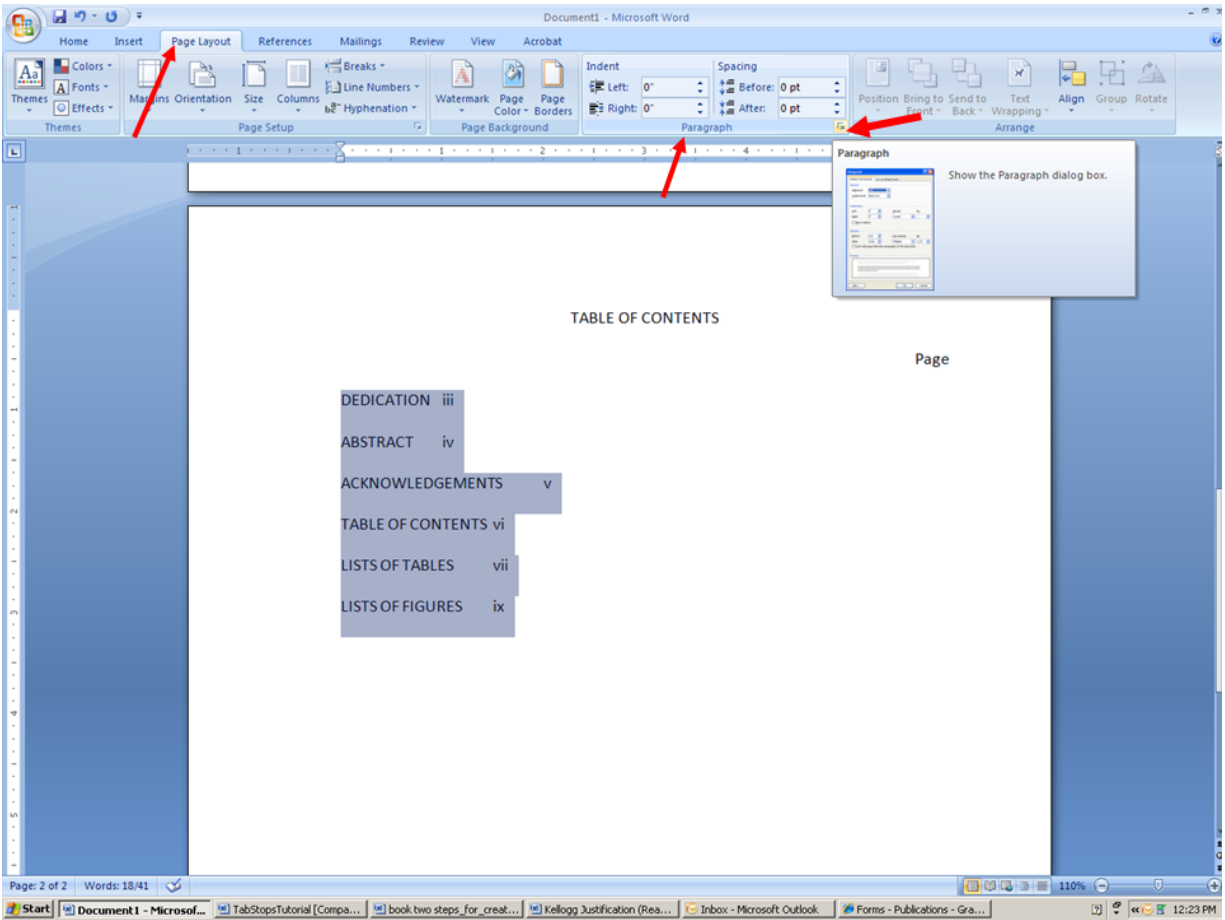 Document1 - Microsoft Word
Home Insert Page Layout References Mailings Review View Acrobat
Themes
Colors
Fonts
Effects
Themes
Margins Orientation Size Columns
Breaks
Line Numbers
Hyphenation
Page Setup
Watermark Page Color Page Borders
Page Background
Indent
Left: 0"
Right: 0"
Spacing
Before: 0 pt
After: 0 pt
Paragraph
Position Bring to Front Send to Back Text Wrapping Align Group Rotate
Arrange
Paragraph
Show the Paragraph dialog box.
TABLE OF CONTENTS
Page
DEDICATION iii
ABSTRACT iv
ACKNOWLEDGEMENTS v
TABLE OF CONTENTS vi
LISTS OF TABLES vii
LISTS OF FIGURES ix
Page: 2 of 2 Words: 18/41 110%
Start Document1 - Microsof... TabStopsTutorial [Compa... book two steps_for_creat... Kellogg Justification (Rea... Inbox - Microsoft Outlook Forms - Publications - Gra... 12:23 PM